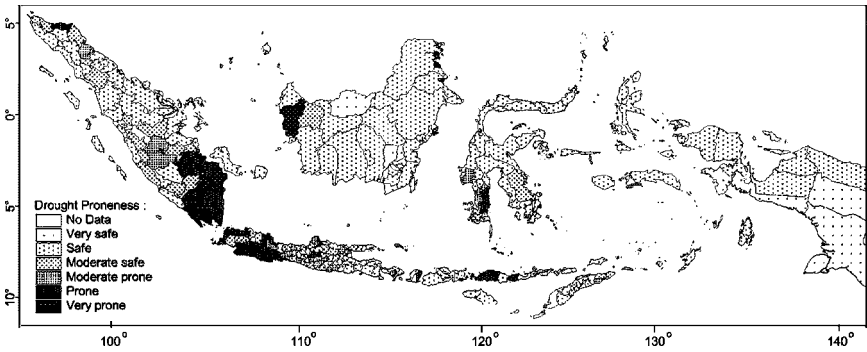 5°
0°
5°
10°
Drought Proneness :
No Data
Very safe
Safe
Moderate safe
Moderate prone
Prone
Very prone
100° 110° 120° 130° 140°